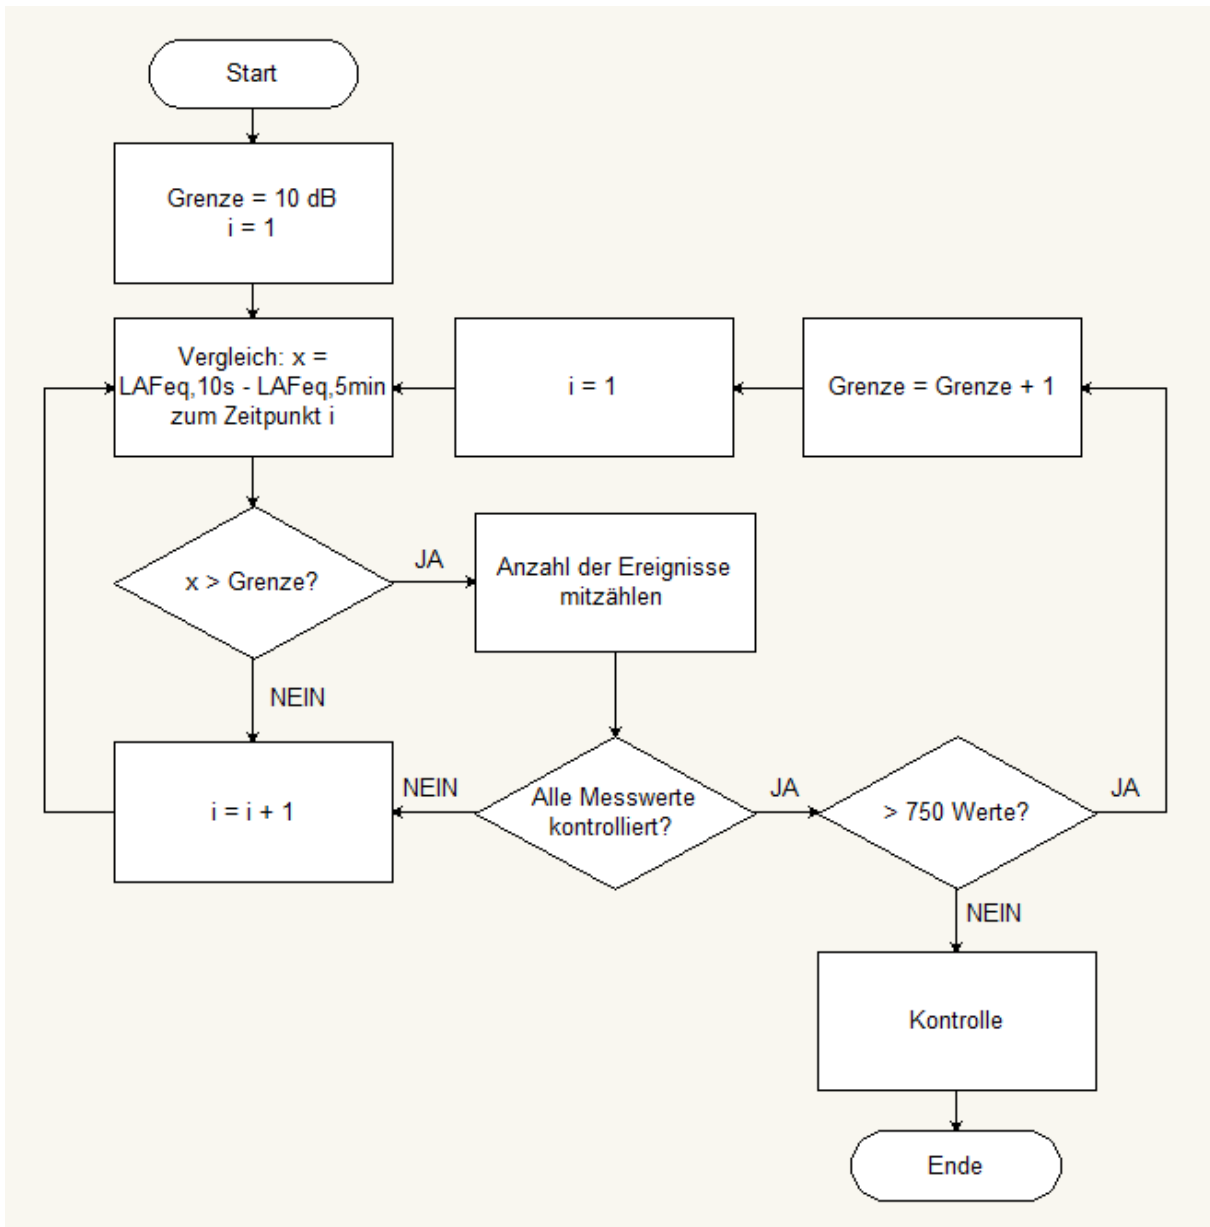 Start
Grenze = 10 dB
i = 1
Vergleich: x =
LAFeq,10s - LAFeq,5min
zum Zeitpunkt i
i = 1
Grenze = Grenze + 1
x > Grenze?
JA
Anzahl der Ereignisse
mitzählen
NEIN
i = i + 1
NEIN
Alle Messwerte
kontrolliert?
JA
> 750 Werte?
JA
NEIN
Kontrolle
Ende